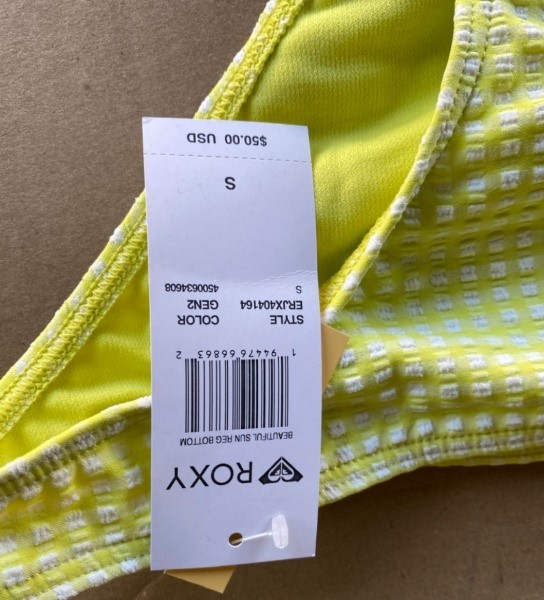 ROXY
BEAUTIFUL SUN REG BOTTOM
1 94476 66863 2
STYLE COLOR
ERJX404164 GEN2
S 4500634608
S
$50.00 USD